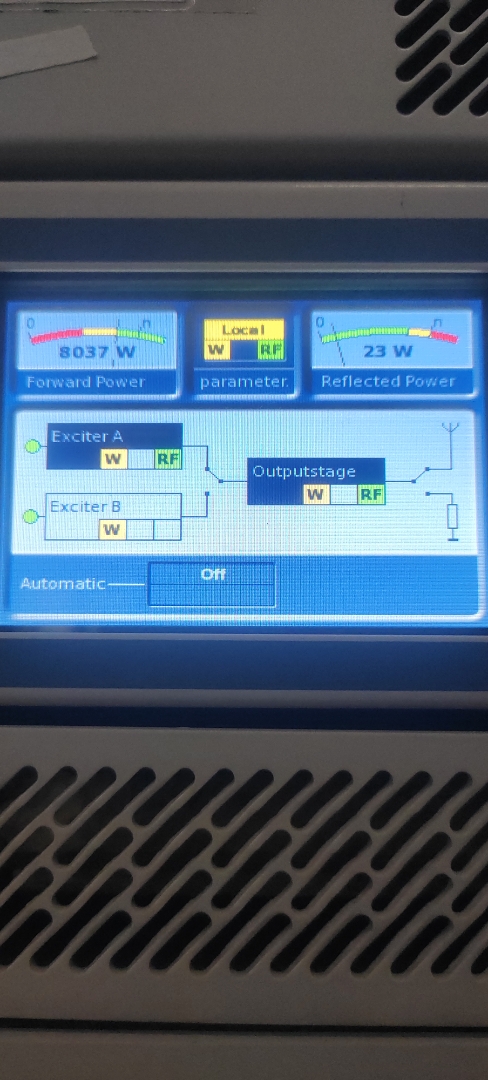 0 n
8037 W
Forward Power
Local
W RF
parameter.
0 n
23 W
Reflected Power
Exciter A
W RF
Exciter B
W
Outputstage
W RF
Automatic
Off